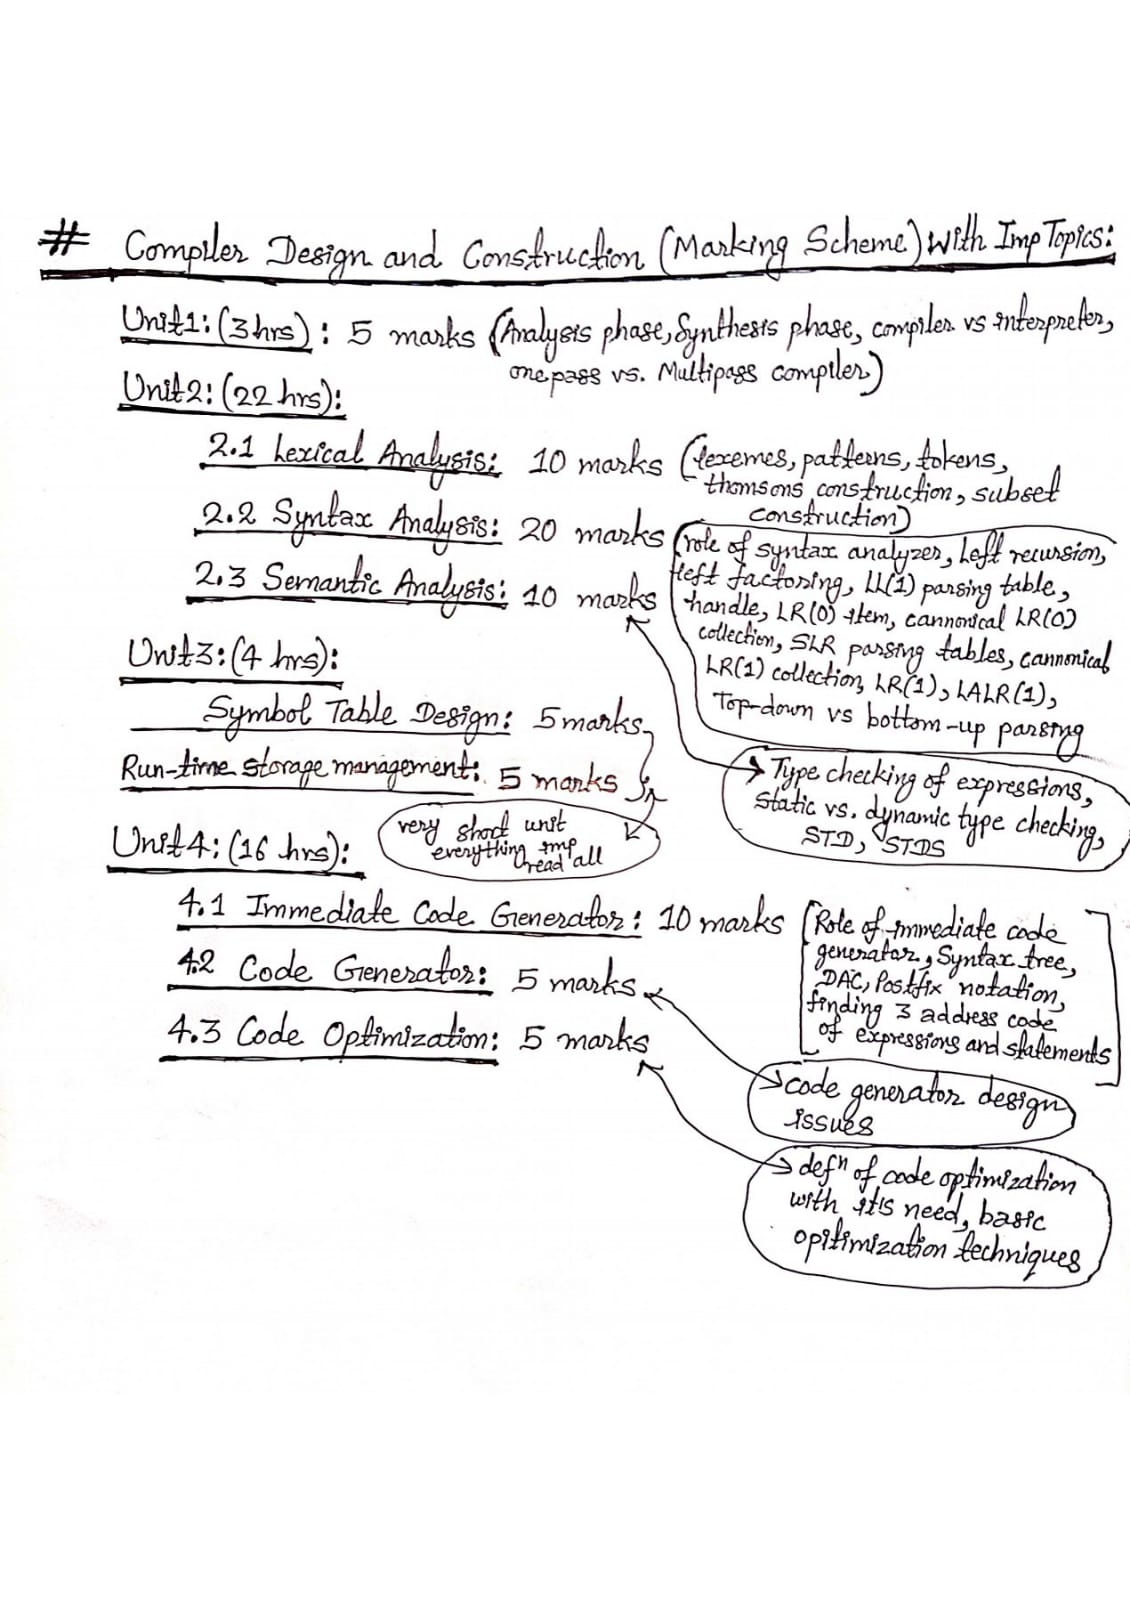 # Compiler Design and Construction (Marking Scheme) with Imp Topics:
Unit1: (3 hrs) : 5 marks (Analysis phase, Synthesis phase, compiler vs interpreter,
one pass vs. Multipass compiler)
Unit2: (22 hrs):
2.1 Lexical Analysis: 10 marks (lexemes, patterns, tokens,
thomsons construction, subset
construction)
2.2 Syntax Analysis: 20 marks (role of syntax analyzer, Left recursion,
left factoring, LL(1) parsing table,
handle, LR(0) item, cannonical LR(0)
collection, SLR parsing tables, cannonical
LR(1) collection, LR(1), LALR(1),
Top-down vs bottom-up parsing
2.3 Semantic Analysis: 10 marks
Type checking of expressions,
static vs. dynamic type checking,
STD, STDS
Unit3: (4 hrs):
Symbol Table Design: 5 marks
Run-time storage management: 5 marks
very short unit
everything imp
read all
Unit4: (16 hrs):
4.1 Immediate Code Generator: 10 marks [Role of immediate code
generator, Syntax tree,
DAC, Postfix notation,
finding 3 address code
of expressions and statements]
4.2 Code Generator: 5 marks
code generator design
issues
4.3 Code Optimization: 5 marks
defn of code optimization
with it's need, basic
opitimization techniques